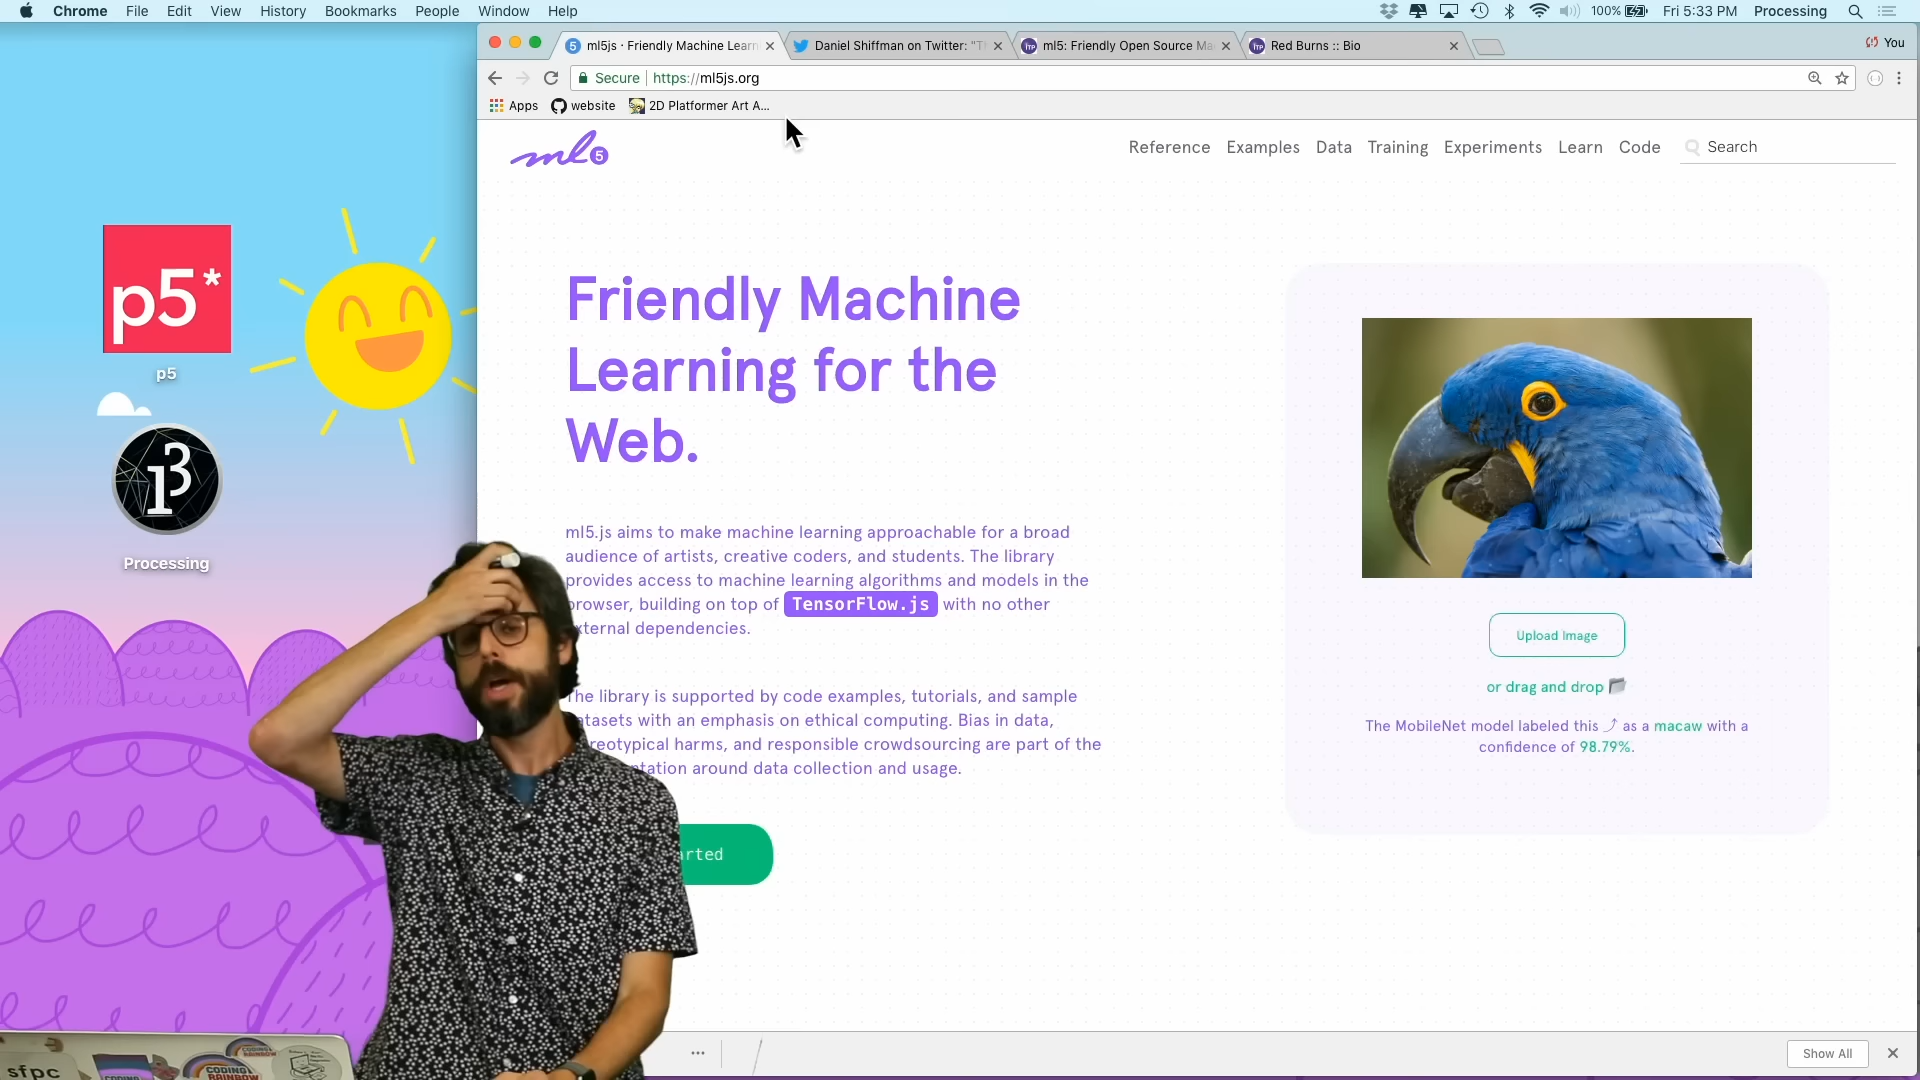 Chrome File Edit View History Bookmarks People Window Help
100% Fri 5:33 PM Processing
ml5js · Friendly Machine Learn
Daniel Shiffman on Twitter: "T
ml5: Friendly Open Source Ma
Red Burns :: Bio
You
Secure https://ml5js.org
Apps website 2D Platformer Art A...
ml5
Reference Examples Data Training Experiments Learn Code Search
p5*
p5
Processing
Friendly Machine
Learning for the
Web.
ml5.js aims to make machine learning approachable for a broad
audience of artists, creative coders, and students. The library
provides access to machine learning algorithms and models in the
browser, building on top of TensorFlow.js with no other
xternal dependencies.
he library is supported by code examples, tutorials, and sample
tasets with an emphasis on ethical computing. Bias in data,
reotypical harms, and responsible crowdsourcing are part of the
ntation around data collection and usage.
arted
Upload Image
or drag and drop
The MobileNet model labeled this ⤴ as a macaw with a
confidence of 98.79%.
...
Show All
sfpc
CODING
CODING
RAINBOW